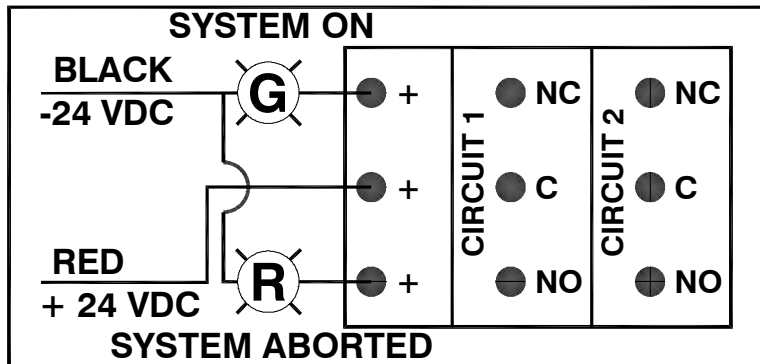 SYSTEM ON
BLACK
-24 VDC
G
+
+
+
CIRCUIT 1
NC
C
NO
CIRCUIT 2
NC
C
NO
RED
+ 24 VDC
R
SYSTEM ABORTED